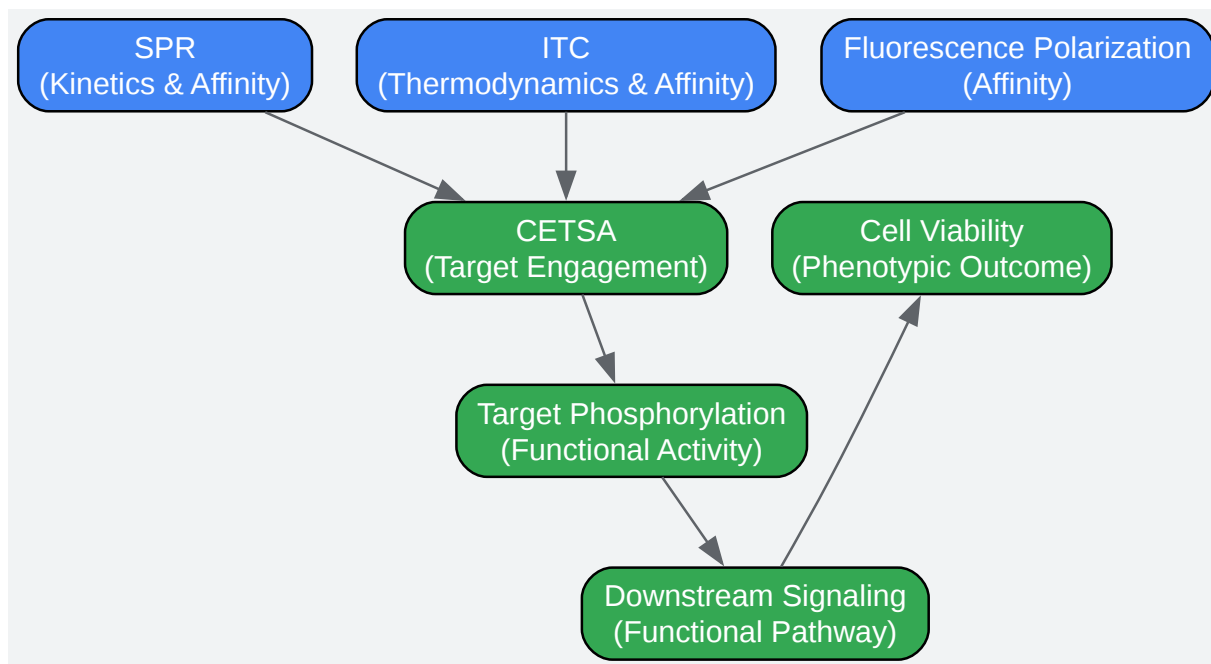 SPR
(Kinetics & Affinity)
ITC
(Thermodynamics & Affinity)
Fluorescence Polarization
(Affinity)
CETSA
(Target Engagement)
Cell Viability
(Phenotypic Outcome)
Target Phosphorylation
(Functional Activity)
Downstream Signaling
(Functional Pathway)